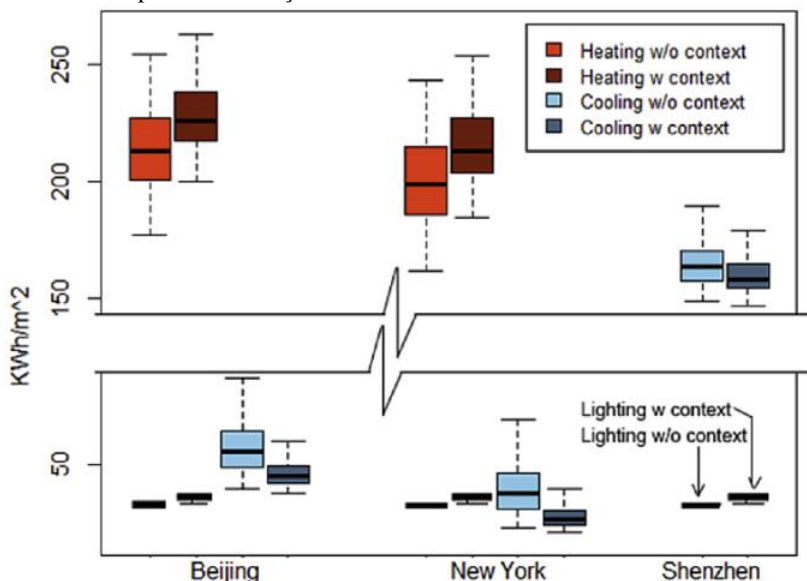 250
200
150
50
KWh/m^2
Heating w/o context
Heating w context
Cooling w/o context
Cooling w context
Lighting w context
Lighting w/o context
Beijing
New York
Shenzhen